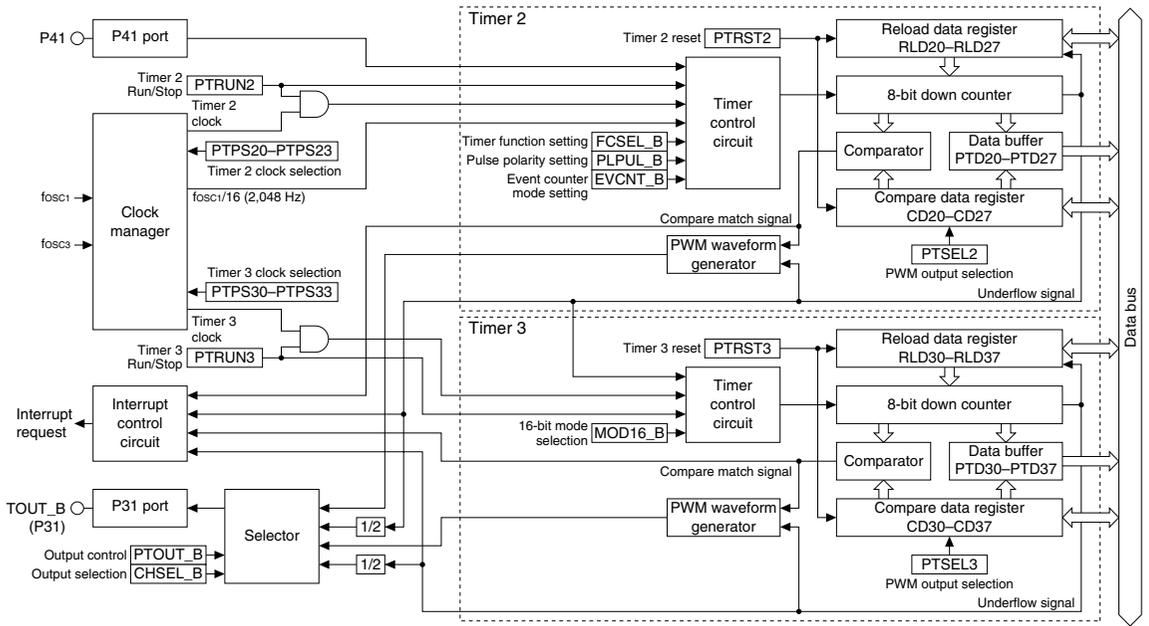 Timer 2
P41
P41 port
Timer 2 reset
PTRST2
Reload data register
RLD20–RLD27
Timer 2
Run/Stop
PTRUN2
Timer 2
clock
Timer
control
circuit
8-bit down counter
PTPS20–PTPS23
Timer 2 clock selection
Timer function setting
FCSEL_B
Pulse polarity setting
PLPUL_B
Event counter
mode setting
EVCNT_B
Comparator
Data buffer
PTD20–PTD27
fOSC1
fOSC3
Clock
manager
fOSC1/16 (2,048 Hz)
Compare data register
CD20–CD27
Compare match signal
PWM waveform
generator
PTSEL2
PWM output selection
Timer 3 clock selection
PTPS30–PTPS33
Underflow signal
Data bus
Timer 3
clock
Timer 3
Run/Stop
PTRUN3
Timer 3
Timer 3 reset
PTRST3
Reload data register
RLD30–RLD37
Interrupt
request
Interrupt
control
circuit
Timer
control
circuit
8-bit down counter
16-bit mode
selection
MOD16_B
Comparator
Data buffer
PTD30–PTD37
Compare match signal
TOUT_B
(P31)
P31 port
Selector
1/2
1/2
PWM waveform
generator
Compare data register
CD30–CD37
Output control
PTOUT_B
Output selection
CHSEL_B
PTSEL3
PWM output selection
Underflow signal